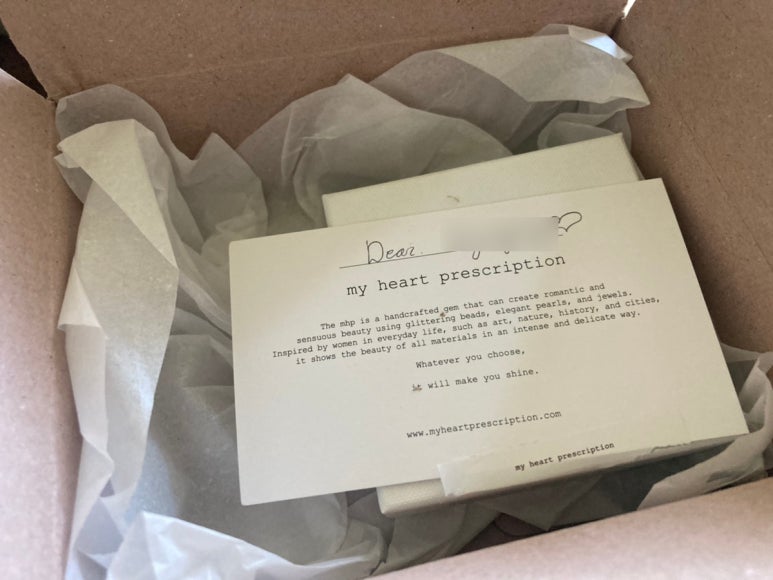 Dear.
my heart prescription
The mhp is a handcrafted gem that can create romantic and
sensuous beauty using glittering beads, elegant pearls, and jewels.
Inspired by women in everyday life, such as art, nature, history, and cities,
it shows the beauty of all materials in an intense and delicate way.
Whatever you choose,
it will make you shine.
www.myheartprescription.com
my heart prescription